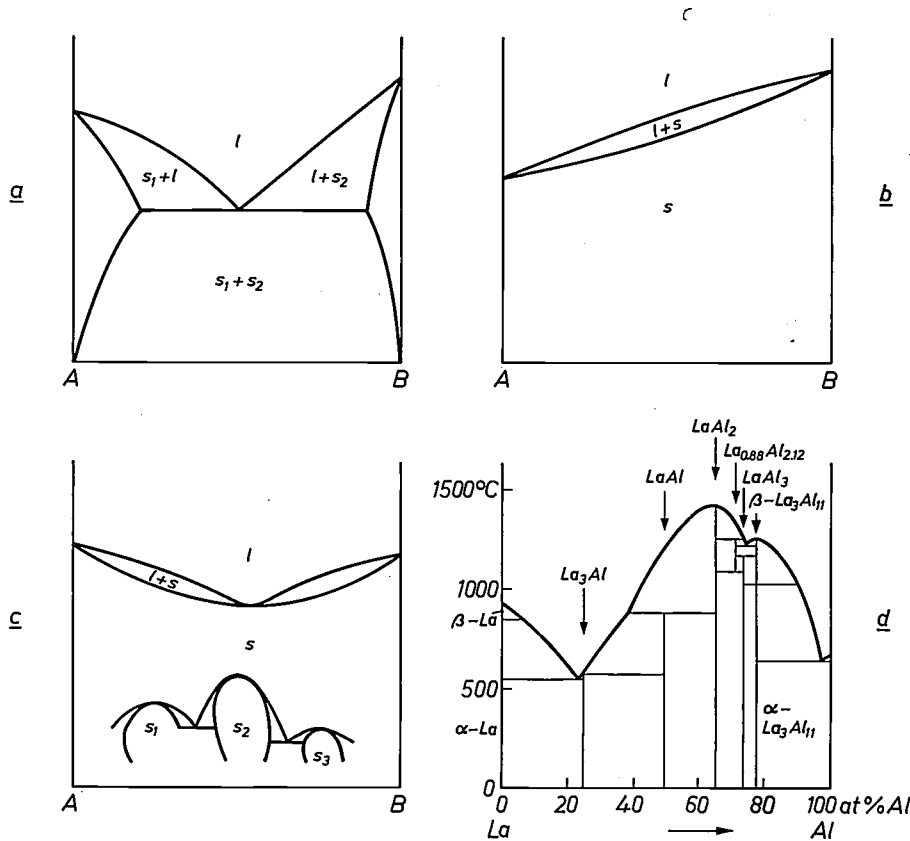 a
l
s₁+l
l+s₂
s₁+s₂
A B
b
l
l+s
s
A B
c
l
l+s
s
s₁
s₂
s₃
A B
d
LaAl₂
La₀.₈₈Al₂.₁₂
LaAl₃
β-La₃Al₁₁
LaAl
La₃Al
1500°C
1000
β-La
500
α-La
α-
La₃Al₁₁
0
0 20 40 60 80 100 at%Al
La → Al